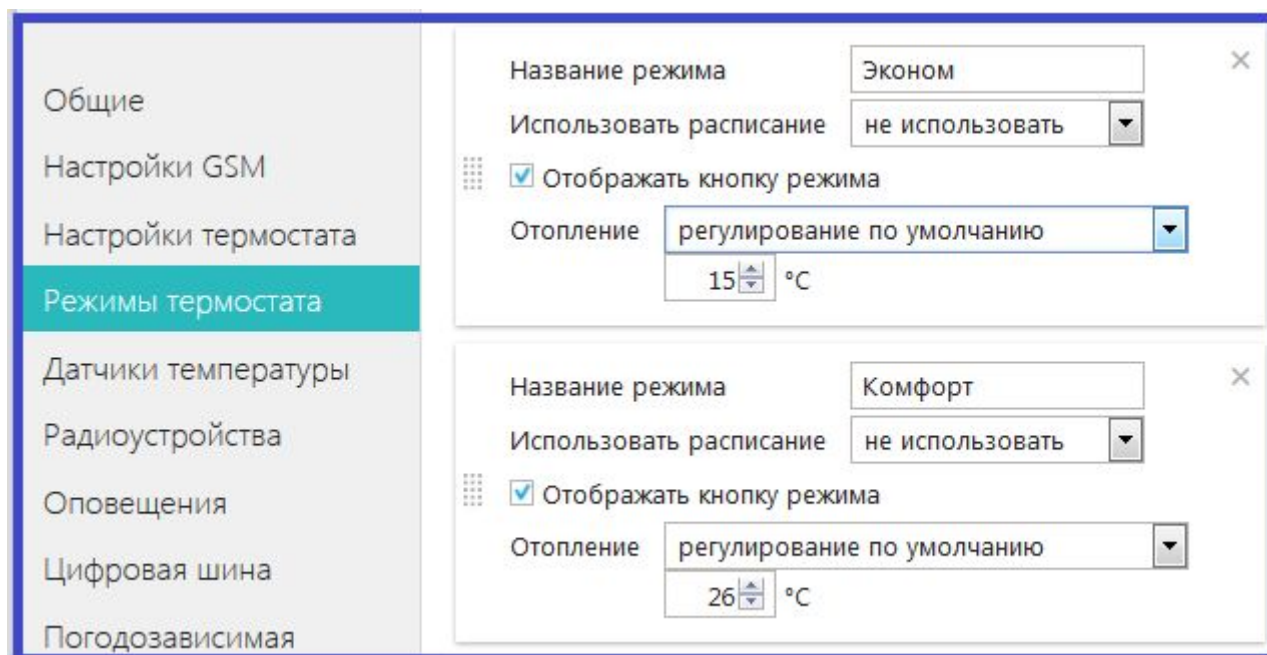 Общие
Настройки GSM
Настройки термостата
Режимы термостата
Датчики температуры
Радиоустройства
Оповещения
Цифровая шина
Погодозависимая
Название режима Эконом
Использовать расписание не использовать
Отображать кнопку режима
Отопление регулирование по умолчанию
15 °C
Название режима Комфорт
Использовать расписание не использовать
Отображать кнопку режима
Отопление регулирование по умолчанию
26 °C